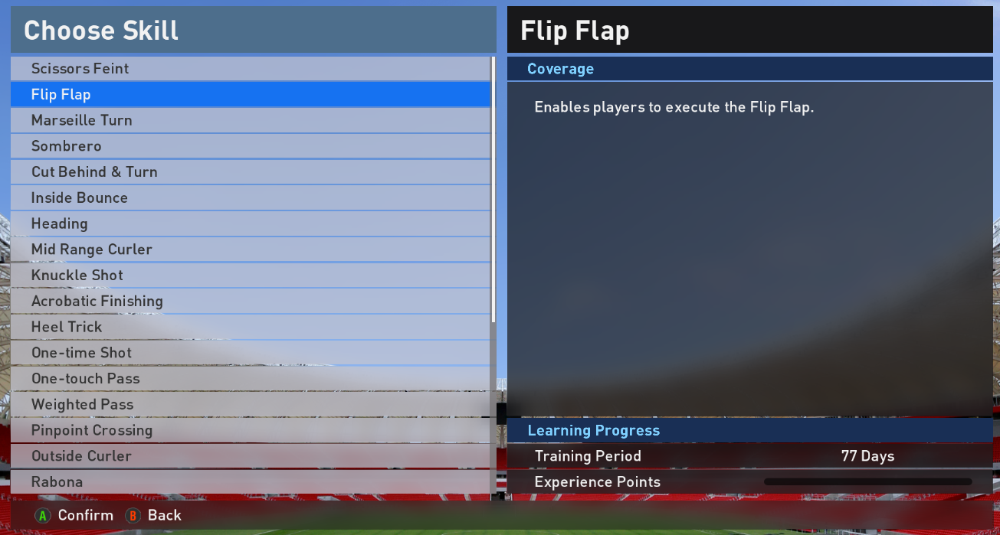 Choose Skill
Scissors Feint
Flip Flap
Marseille Turn
Sombrero
Cut Behind & Turn
Inside Bounce
Heading
Mid Range Curler
Knuckle Shot
Acrobatic Finishing
Heel Trick
One-time Shot
One-touch Pass
Weighted Pass
Pinpoint Crossing
Outside Curler
Rabona
Flip Flap
Coverage
Enables players to execute the Flip Flap.
Learning Progress
Training Period 77 Days
Experience Points
A Confirm B Back